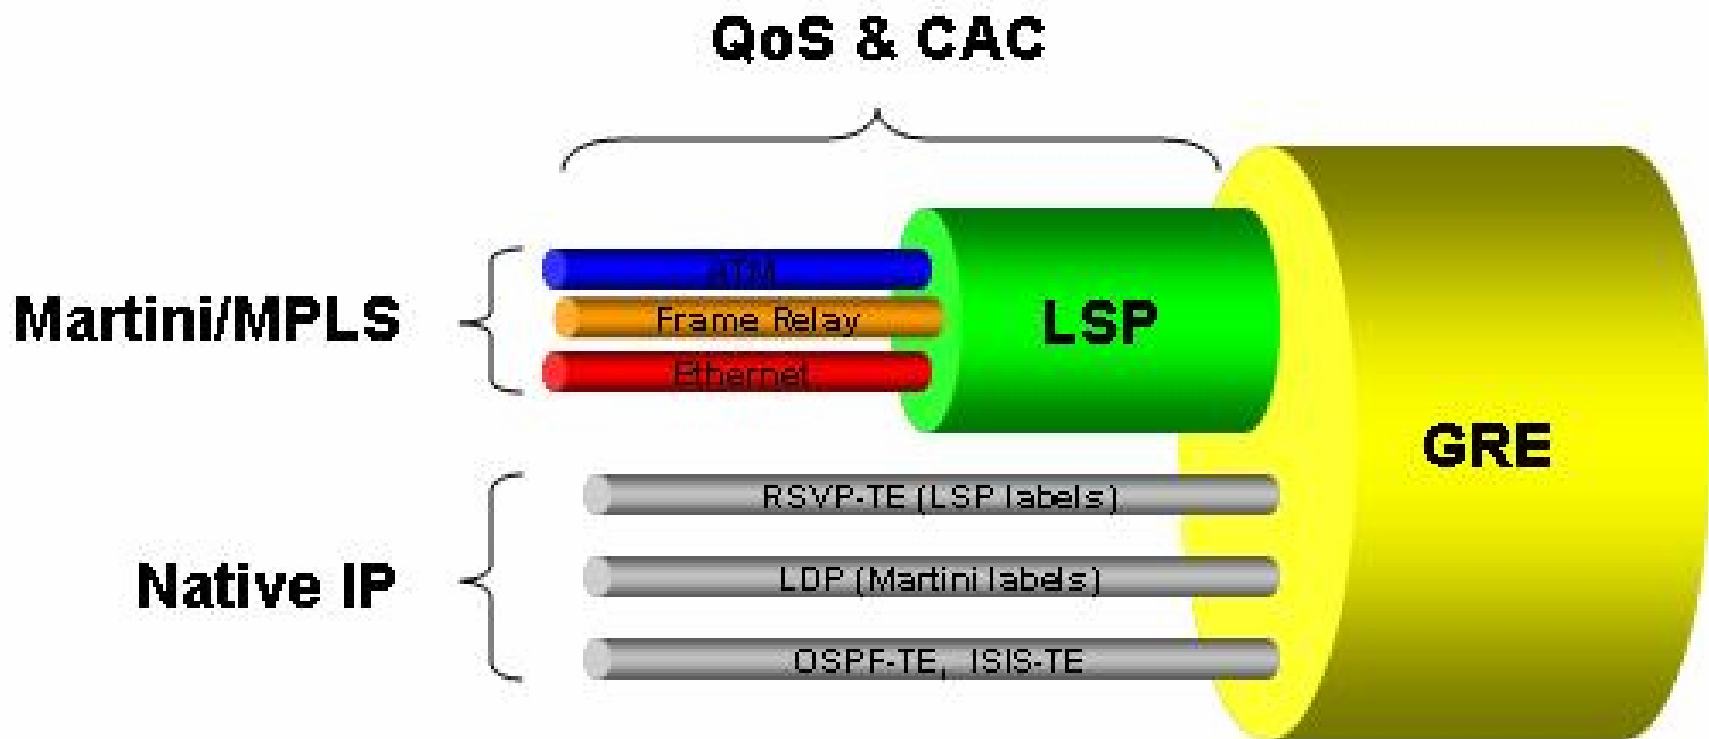 QoS & CAC
Martini/MPLS
ATM
Frame Relay
Ethernet
LSP
GRE
Native IP
RSVP-TE (LSP labels)
LDP (Martini labels)
OSPF-TE, ISIS-TE